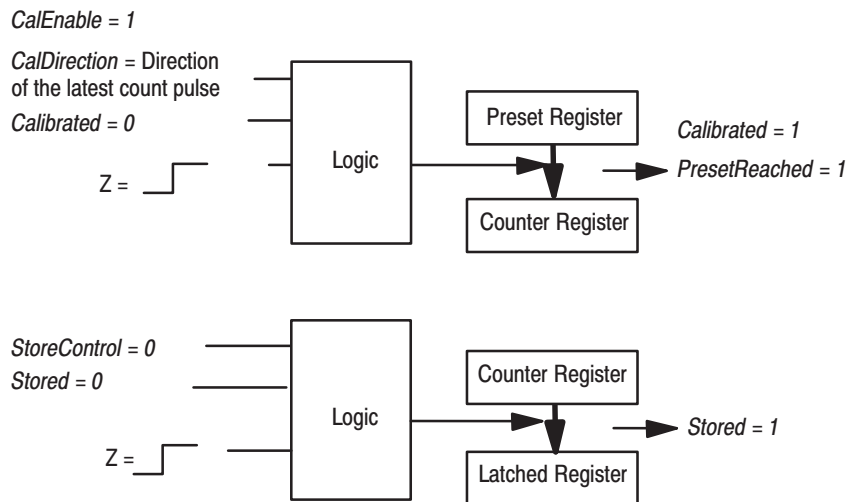 CalEnable = 1
CalDirection = Direction
of the latest count pulse
Calibrated = 0
Z =
Logic
Preset Register
Counter Register
Calibrated = 1
PresetReached = 1
StoreControl = 0
Stored = 0
Z =
Logic
Counter Register
Latched Register
Stored = 1